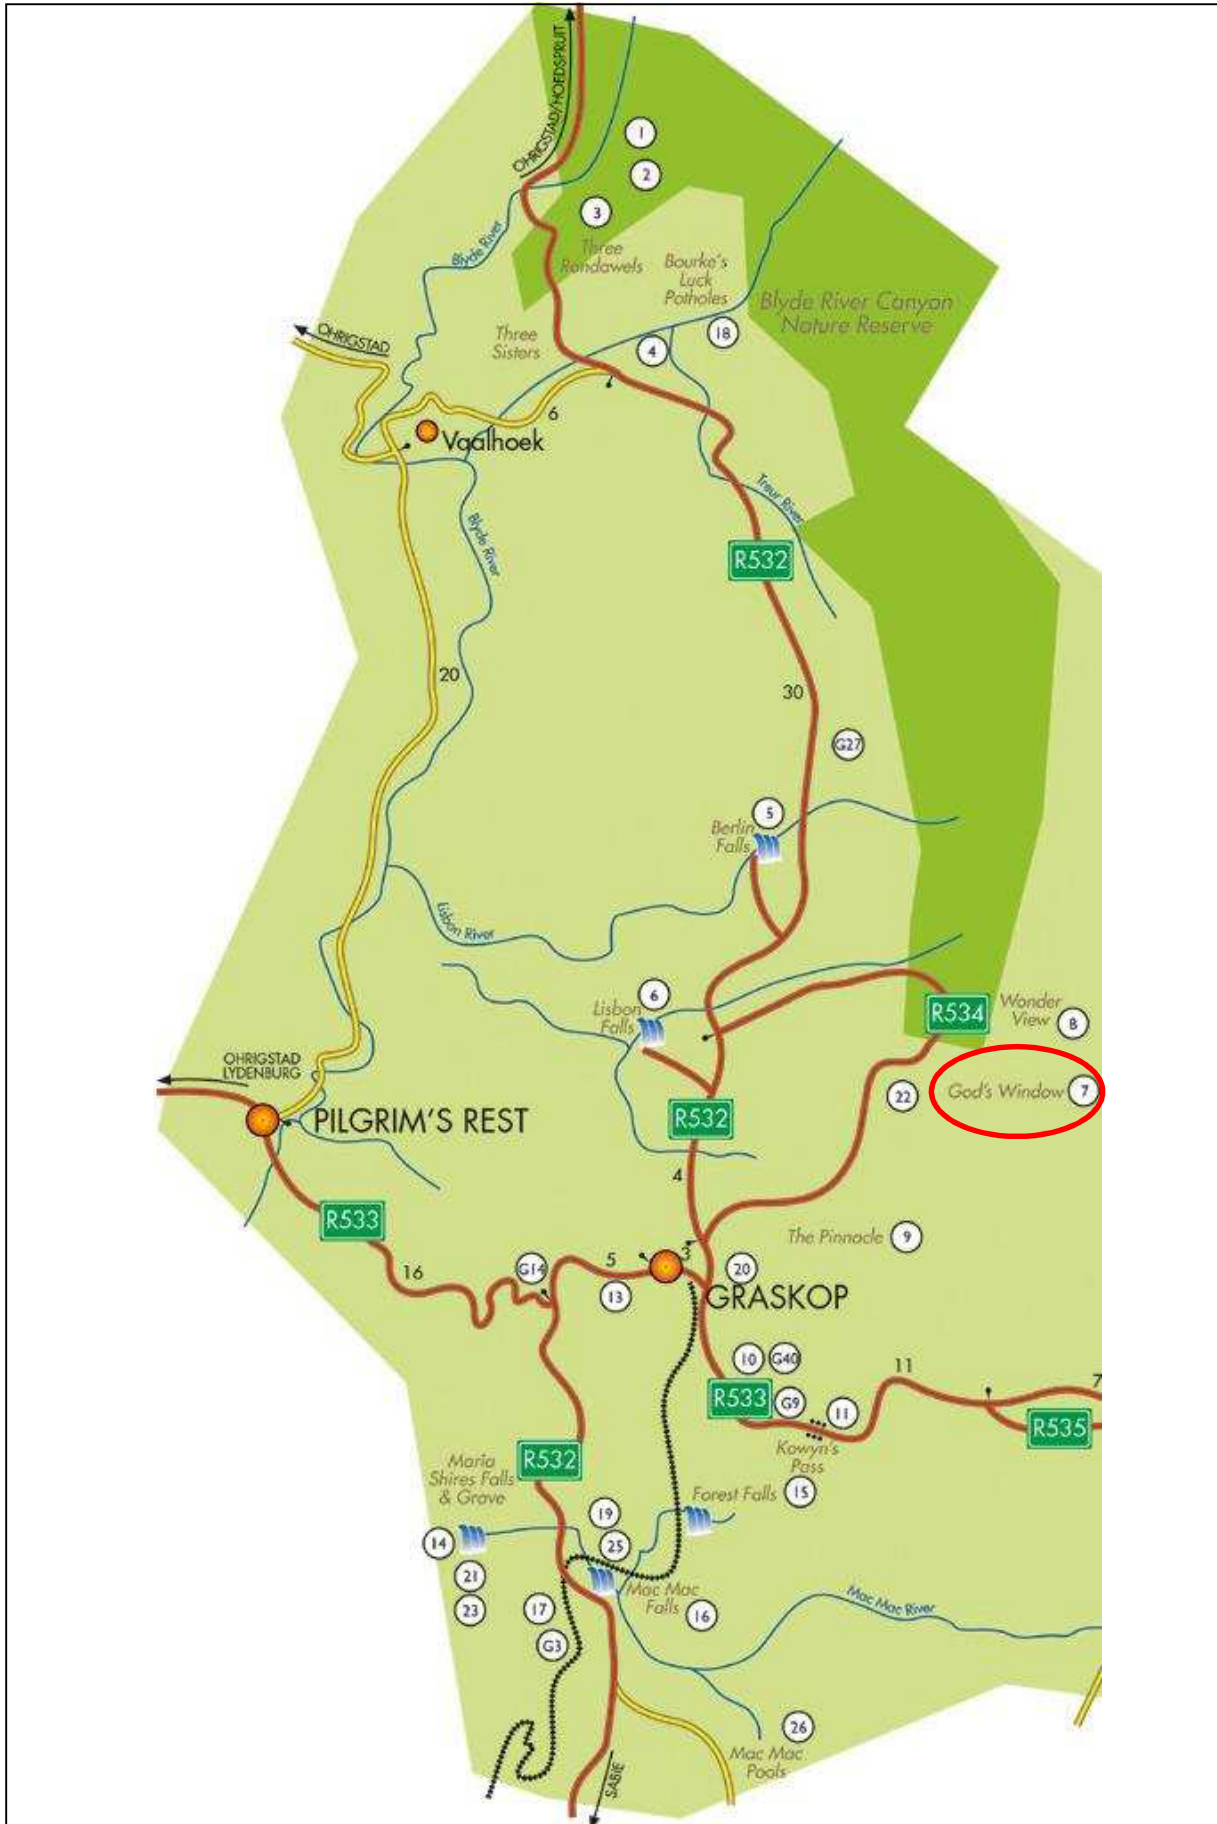 OHRIGSTAD/HOEDSPRUIT
1
2
3
Three
Rondawels
Bourke's
Luck
Potholes
Blyde River
Blyde River Canyon
Nature Reserve
OHRIGSTAD
Three
Sisters
4
18
6
Vaalhoek
Treur River
Blyde River
R532
20
30
G27
5
Berlin
Falls
Lisbon River
6
Lisbon
Falls
R534
Wonder
View
8
OHRIGSTAD
LYDENBURG
God's Window
7
22
PILGRIM'S REST
R532
4
R533
The Pinnacle
9
16
G14
5
3
20
13
GRASKOP
10
G40
11
7
R533
G9
11
R535
Kowyn's
Pass
R532
Maria
Shires Falls
& Grave
Forest Falls
15
19
14
25
21
23
Mac Mac
Falls
16
17
G3
Mac Mac River
26
Mac Mac
Pools
SABIE